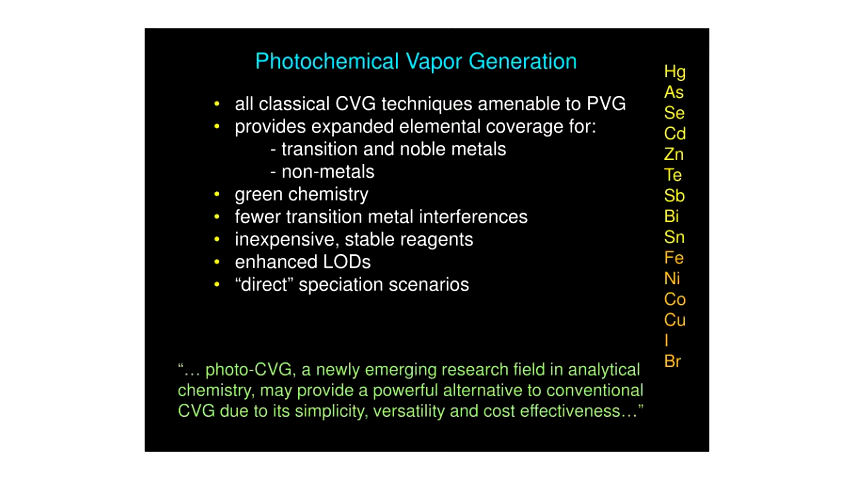 Photochemical Vapor Generation
• all classical CVG techniques amenable to PVG
• provides expanded elemental coverage for:
- transition and noble metals
- non-metals
• green chemistry
• fewer transition metal interferences
• inexpensive, stable reagents
• enhanced LODs
• “direct” speciation scenarios
“… photo-CVG, a newly emerging research field in analytical
chemistry, may provide a powerful alternative to conventional
CVG due to its simplicity, versatility and cost effectiveness…”
Hg
As
Se
Cd
Zn
Te
Sb
Bi
Sn
Fe
Ni
Co
Cu
I
Br